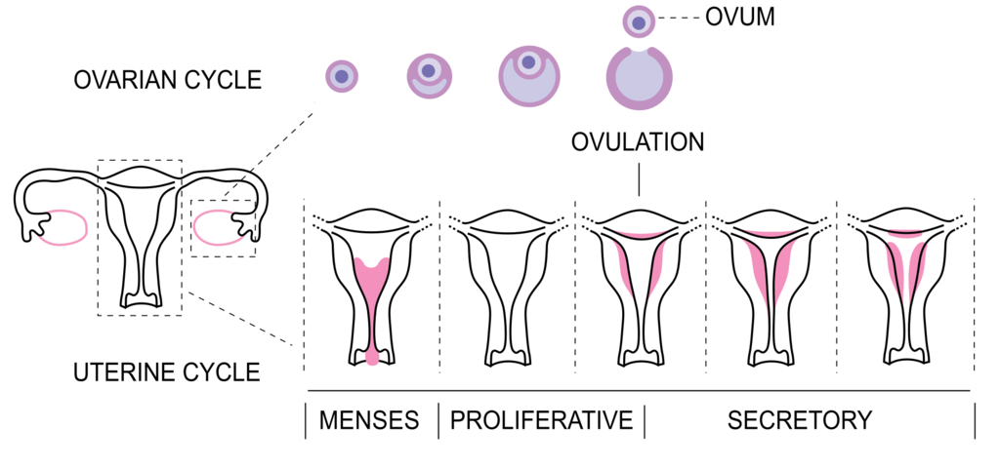 OVUM
OVARIAN CYCLE
OVULATION
UTERINE CYCLE
MENSES
PROLIFERATIVE
SECRETORY